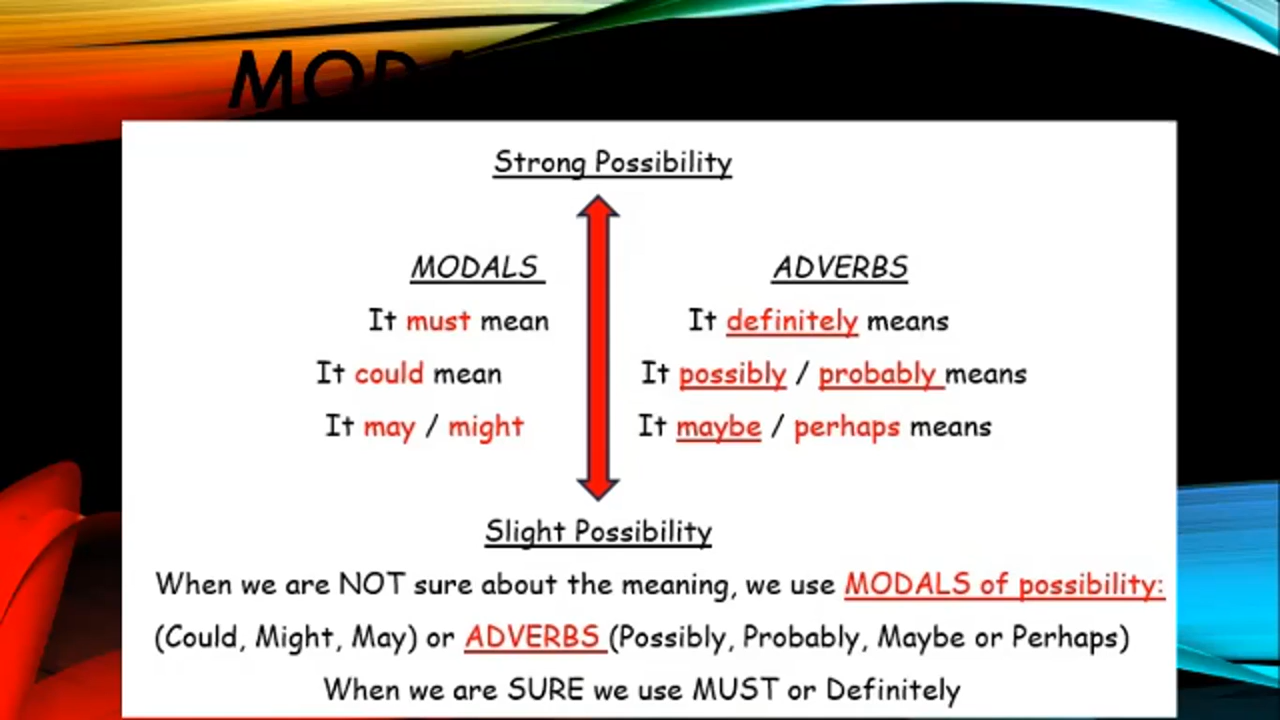 Strong Possibility
MODALS
ADVERBS
It must mean
It definitely means
It could mean
It possibly / probably means
It may / might
It maybe / perhaps means
Slight Possibility
When we are NOT sure about the meaning, we use MODALS of possibility:
(Could, Might, May) or ADVERBS (Possibly, Probably, Maybe or Perhaps)
When we are SURE we use MUST or Definitely